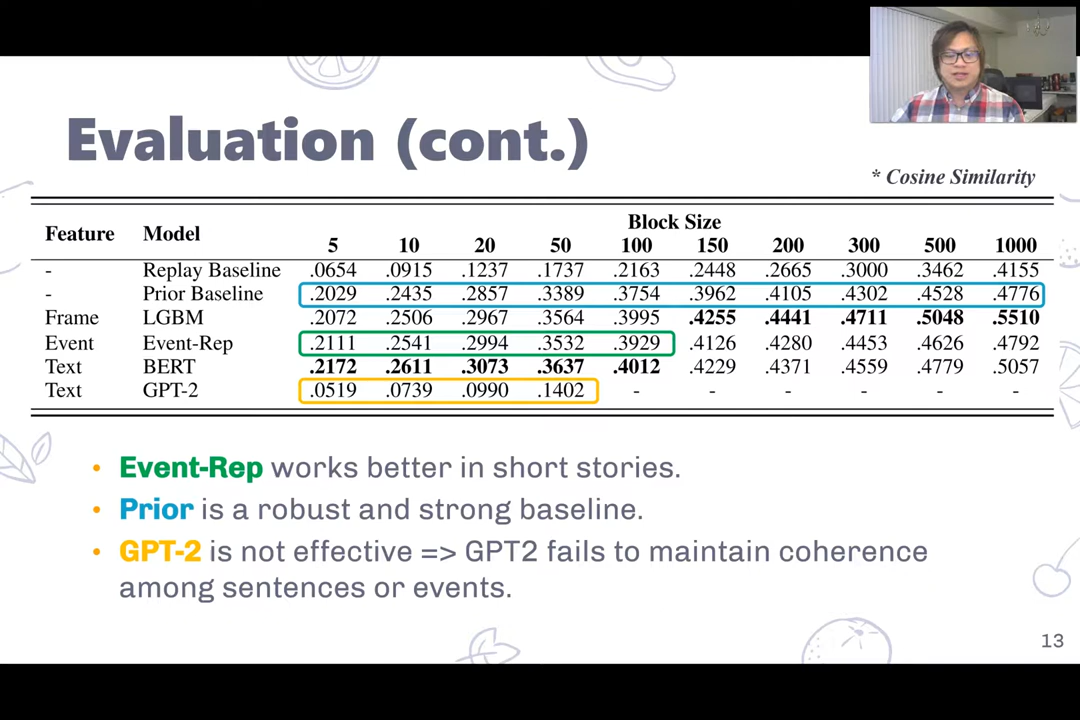 Evaluation (cont.)
* Cosine Similarity
Feature Model Block Size
5 10 20 50 100 150 200 300 500 1000
- Replay Baseline .0654 .0915 .1237 .1737 .2163 .2448 .2665 .3000 .3462 .4155
- Prior Baseline .2029 .2435 .2857 .3389 .3754 .3962 .4105 .4302 .4528 .4776
Frame LGBM .2072 .2506 .2967 .3564 .3995 .4255 .4441 .4711 .5048 .5510
Event Event-Rep .2111 .2541 .2994 .3532 .3929 .4126 .4280 .4453 .4626 .4792
Text BERT .2172 .2611 .3073 .3637 .4012 .4229 .4371 .4559 .4779 .5057
Text GPT-2 .0519 .0739 .0990 .1402 - - - - - -
• Event-Rep works better in short stories.
• Prior is a robust and strong baseline.
• GPT-2 is not effective => GPT2 fails to maintain coherence
among sentences or events.
13